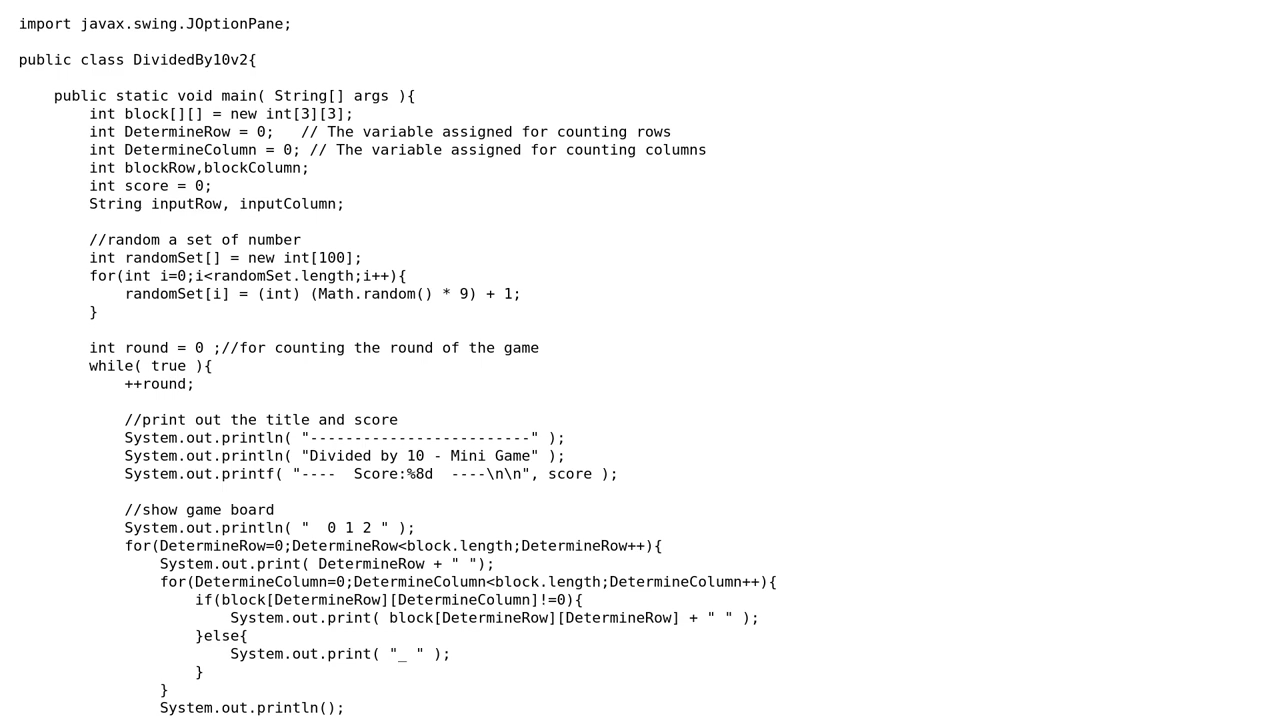 import javax.swing.JOptionPane;
public class DividedBy10v2{
public static void main( String[] args ){
int block[][] = new int[3][3];
int DetermineRow = 0;   // The variable assigned for counting rows
int DetermineColumn = 0; // The variable assigned for counting columns
int blockRow,blockColumn;
int score = 0;
String inputRow, inputColumn;
//random a set of number
int randomSet[] = new int[100];
for(int i=0;i<randomSet.length;i++){
randomSet[i] = (int) (Math.random() * 9) + 1;
}
int round = 0 ;//for counting the round of the game
while( true ){
++round;
//print out the title and score
System.out.println( "-------------------------" );
System.out.println( "Divided by 10 - Mini Game" );
System.out.printf( "----  Score:%8d  ----\n\n", score );
//show game board
System.out.println( "  0 1 2 " );
for(DetermineRow=0;DetermineRow<block.length;DetermineRow++){
System.out.print( DetermineRow + " ");
for(DetermineColumn=0;DetermineColumn<block.length;DetermineColumn++){
if(block[DetermineRow][DetermineColumn]!=0){
System.out.print( block[DetermineRow][DetermineRow] + " " );
}else{
System.out.print( "_ " );
}
}
System.out.println();